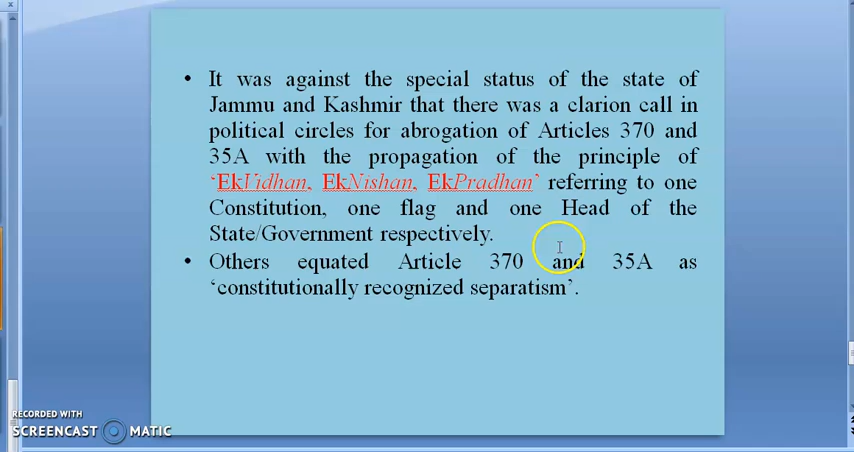 • It was against the special status of the state of
Jammu and Kashmir that there was a clarion call in
political circles for abrogation of Articles 370 and
35A with the propagation of the principle of
‘EkVidhan, EkNishan, EkPradhan’ referring to one
Constitution, one flag and one Head of the
State/Government respectively.
• Others equated Article 370 and 35A as
‘constitutionally recognized separatism’.
RECORDED WITH
SCREENCAST MATIC